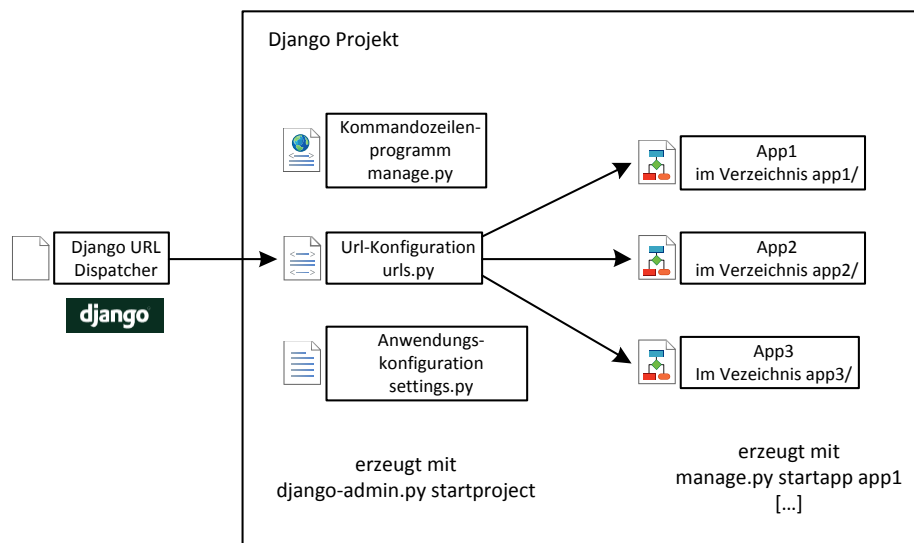 Django Projekt
Kommandozeilen-
programm
manage.py
App1
im Verzeichnis app1/
Django URL
Dispatcher
django
Url-Konfiguration
urls.py
App2
im Verzeichnis app2/
Anwendungs-
konfiguration
settings.py
App3
Im Vezeichnis app3/
erzeugt mit
django-admin.py startproject
erzeugt mit
manage.py startapp app1
[...]